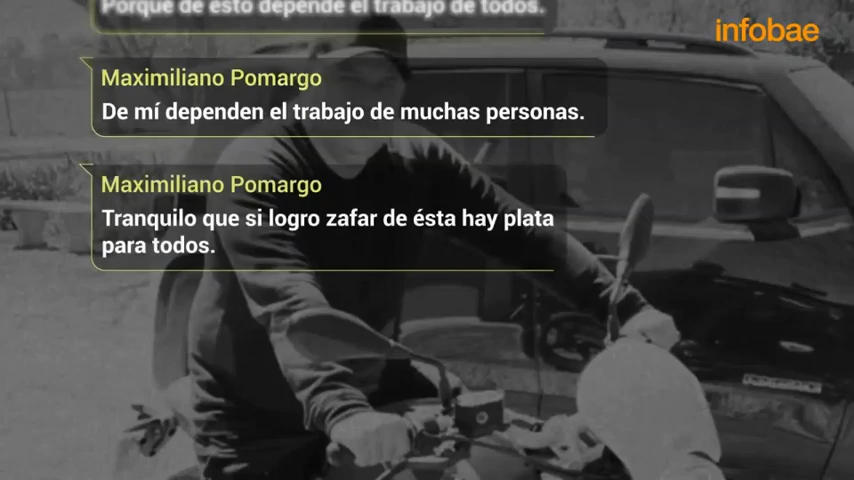 Porque de esto depende el trabajo de todos.
infobae
Maximiliano Pomargo
De mí dependen el trabajo de muchas personas.
Maximiliano Pomargo
Tranquilo que si logro zafar de ésta hay plata
para todos.